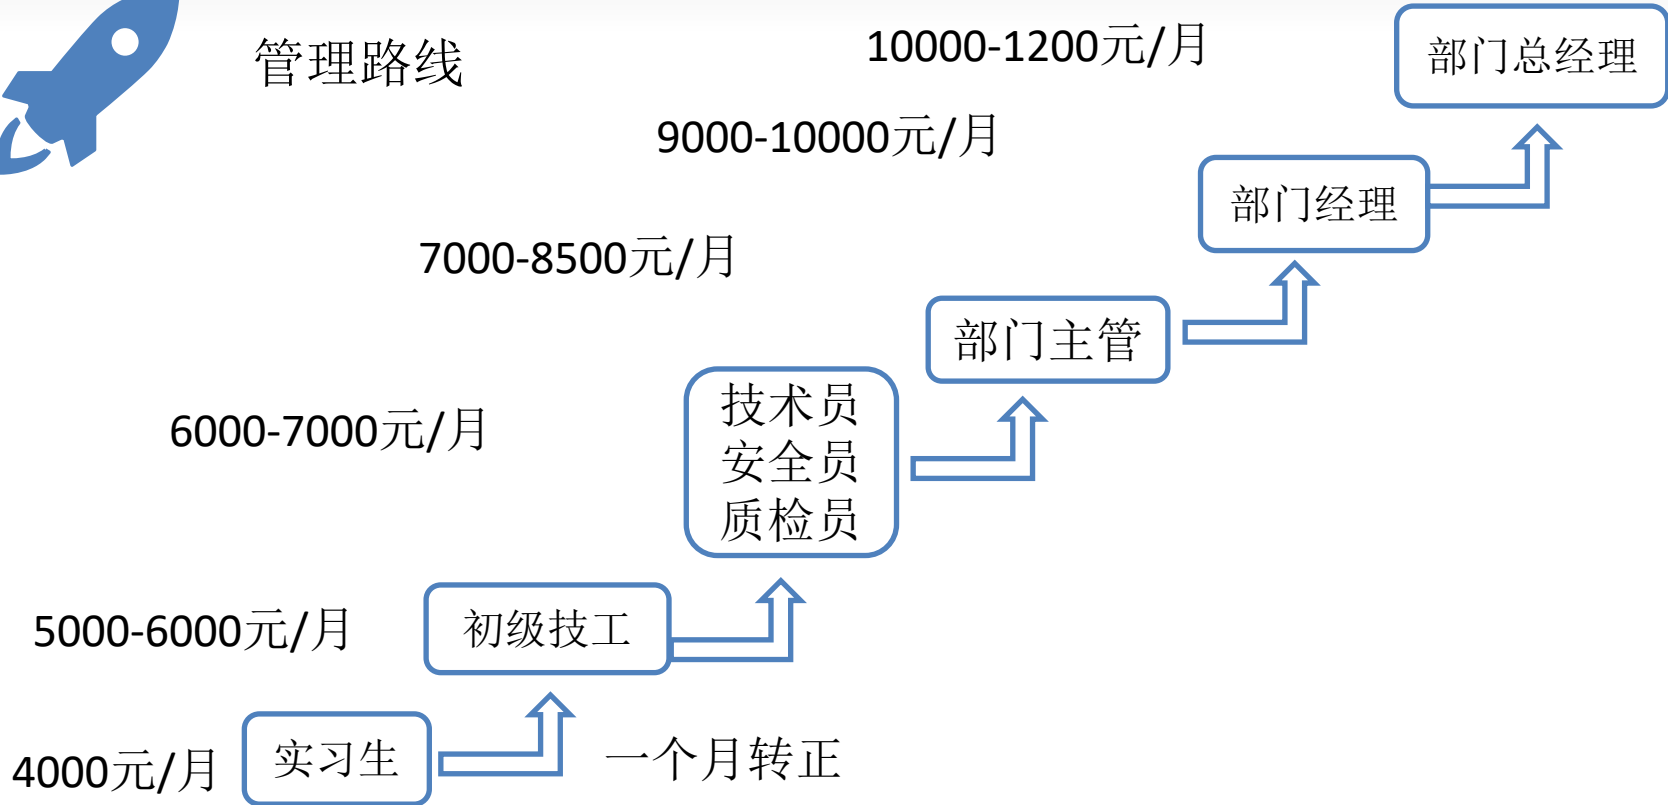 管理路线
10000-1200元/月
部门总经理
9000-10000元/月
部门经理
7000-8500元/月
部门主管
6000-7000元/月
技术员
安全员
质检员
5000-6000元/月
初级技工
4000元/月
实习生
一个月转正